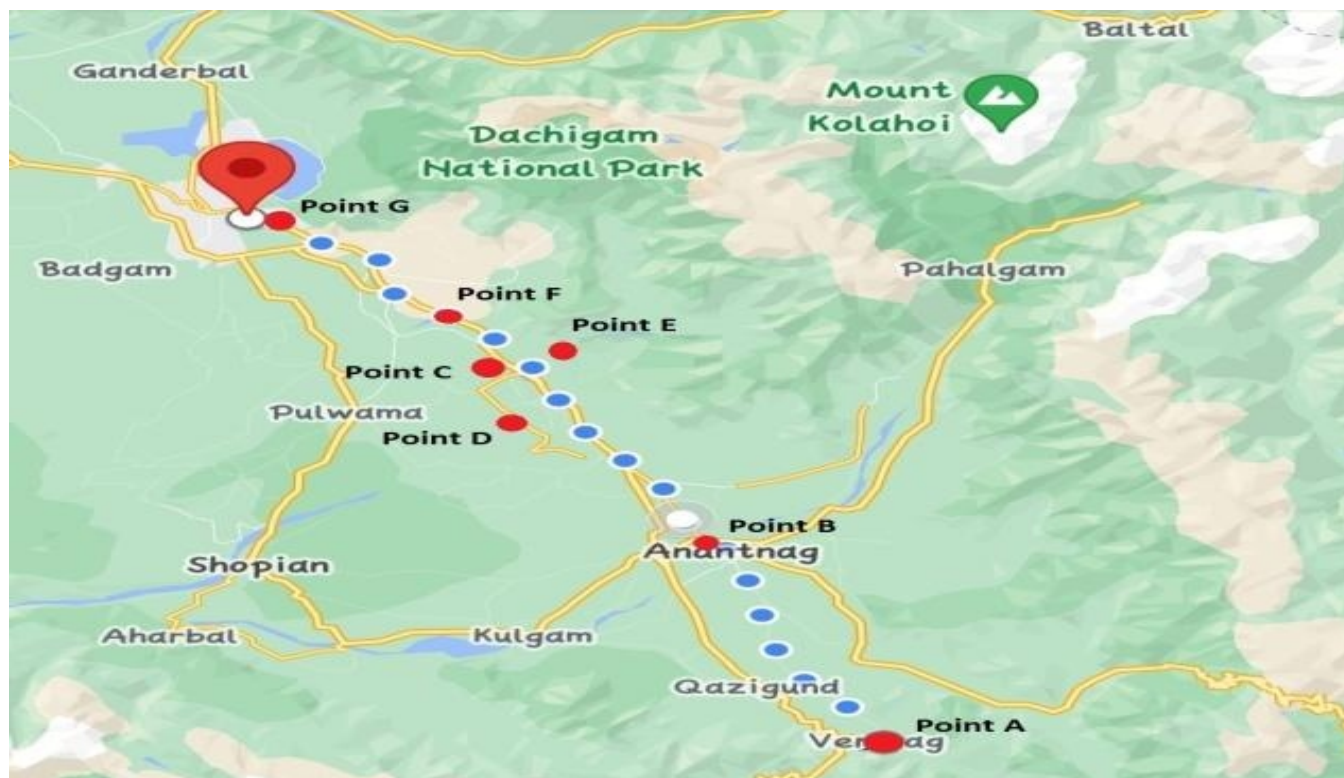 Baltal
Ganderbal
Mount
Kolahoi
Dachigam
National Park
Point G
Badgam
Pahalgam
Point F
Point E
Point C
Pulwama
Point D
Point B
Anantnag
Shopian
Aharbal
Kulgam
Qazigund
Point A